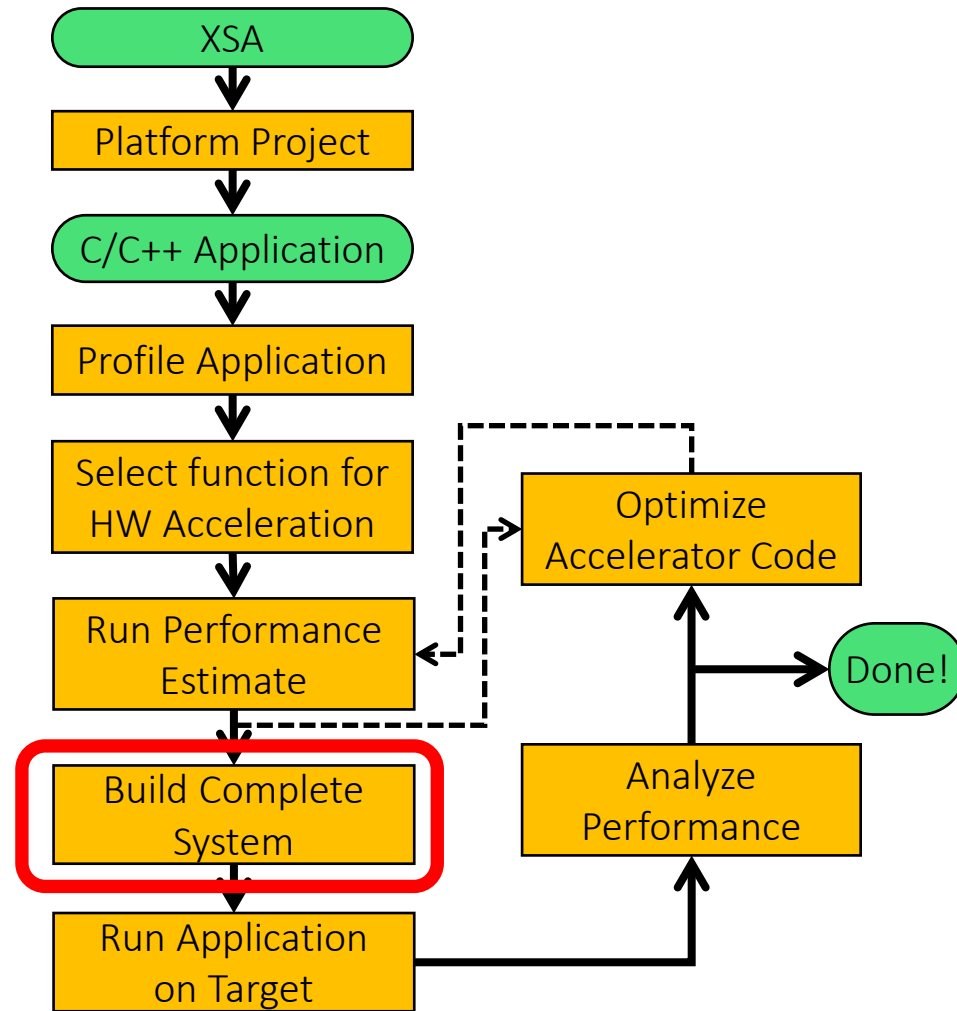 XSA
Platform Project
C/C++ Application
Profile Application
Select function for
HW Acceleration
Run Performance
Estimate
Build Complete
System
Run Application
on Target
Optimize
Accelerator Code
Done!
Analyze
Performance